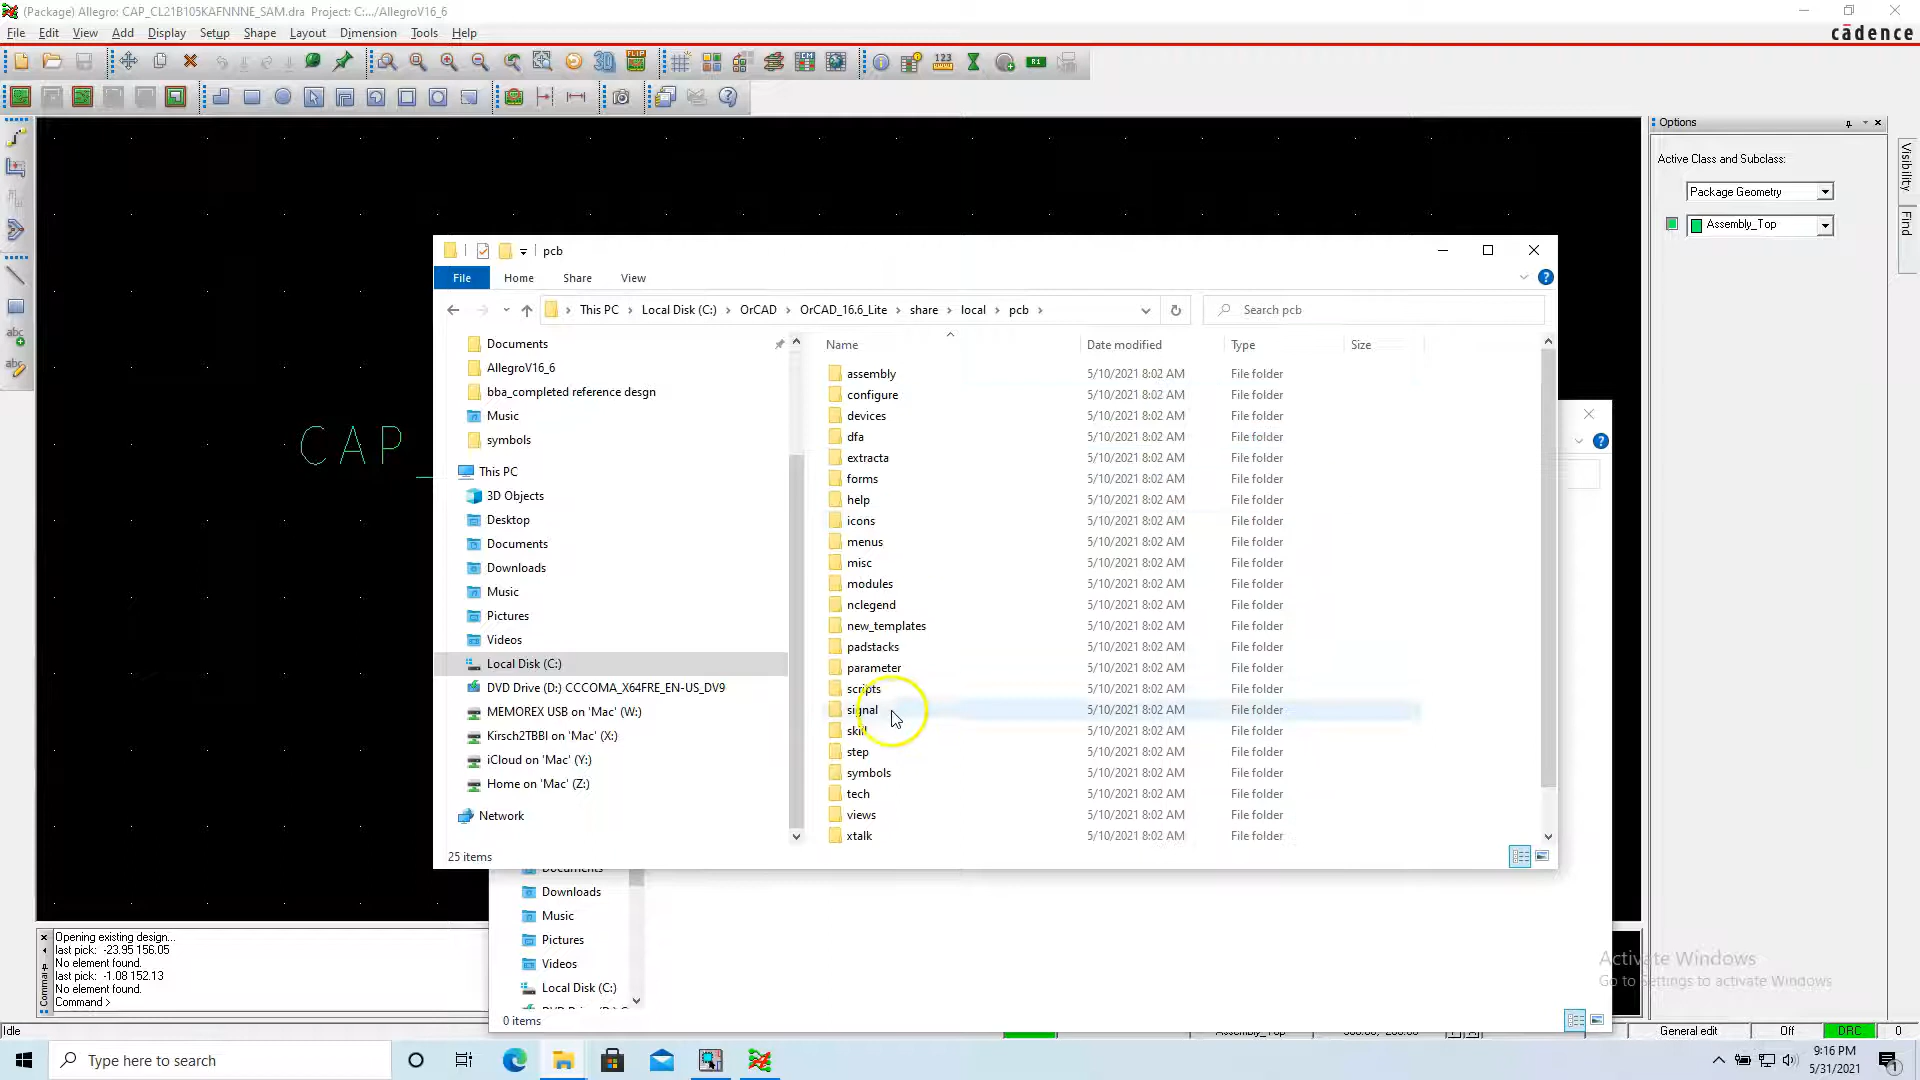 (Package) Allegro: CAP_CL21B105KAFNNNE_SAM.dra Project: C:.../AllegroV16_6
File Edit View Add Display Setup Shape Layout Dimension Tools Help
cādence
Options
Active Class and Subclass:
Package Geometry
Assembly_Top
Visibility
Find
CAP_
pcb
File Home Share View
This PC > Local Disk (C:) > OrCAD > OrCAD_16.6_Lite > share > local > pcb >
Search pcb
Documents
AllegroV16_6
bba_completed reference desgn
Music
symbols
This PC
3D Objects
Desktop
Documents
Downloads
Music
Pictures
Videos
Local Disk (C:)
DVD Drive (D:) CCCOMA_X64FRE_EN-US_DV9
MEMOREX USB on 'Mac' (W:)
Kirsch2TBBI on 'Mac' (X:)
iCloud on 'Mac' (Y:)
Home on 'Mac' (Z:)
Network
Name Date modified Type Size
assembly 5/10/2021 8:02 AM File folder
configure 5/10/2021 8:02 AM File folder
devices 5/10/2021 8:02 AM File folder
dfa 5/10/2021 8:02 AM File folder
extracta 5/10/2021 8:02 AM File folder
forms 5/10/2021 8:02 AM File folder
help 5/10/2021 8:02 AM File folder
icons 5/10/2021 8:02 AM File folder
menus 5/10/2021 8:02 AM File folder
misc 5/10/2021 8:02 AM File folder
modules 5/10/2021 8:02 AM File folder
nclegend 5/10/2021 8:02 AM File folder
new_templates 5/10/2021 8:02 AM File folder
padstacks 5/10/2021 8:02 AM File folder
parameter 5/10/2021 8:02 AM File folder
scripts 5/10/2021 8:02 AM File folder
signal 5/10/2021 8:02 AM File folder
skill 5/10/2021 8:02 AM File folder
step 5/10/2021 8:02 AM File folder
symbols 5/10/2021 8:02 AM File folder
tech 5/10/2021 8:02 AM File folder
views 5/10/2021 8:02 AM File folder
xtalk 5/10/2021 8:02 AM File folder
25 items
Documents
Downloads
Music
Pictures
Videos
Local Disk (C:)
0 items
Command
Opening existing design...
last pick: -23.95 156.05
No element found.
last pick: -1.08 152.13
No element found.
Command >
Activate Windows
Go to Settings to activate Windows
Idle
Assembly_Top
General edit Off DRC 0
Type here to search
9:16 PM
5/31/2021